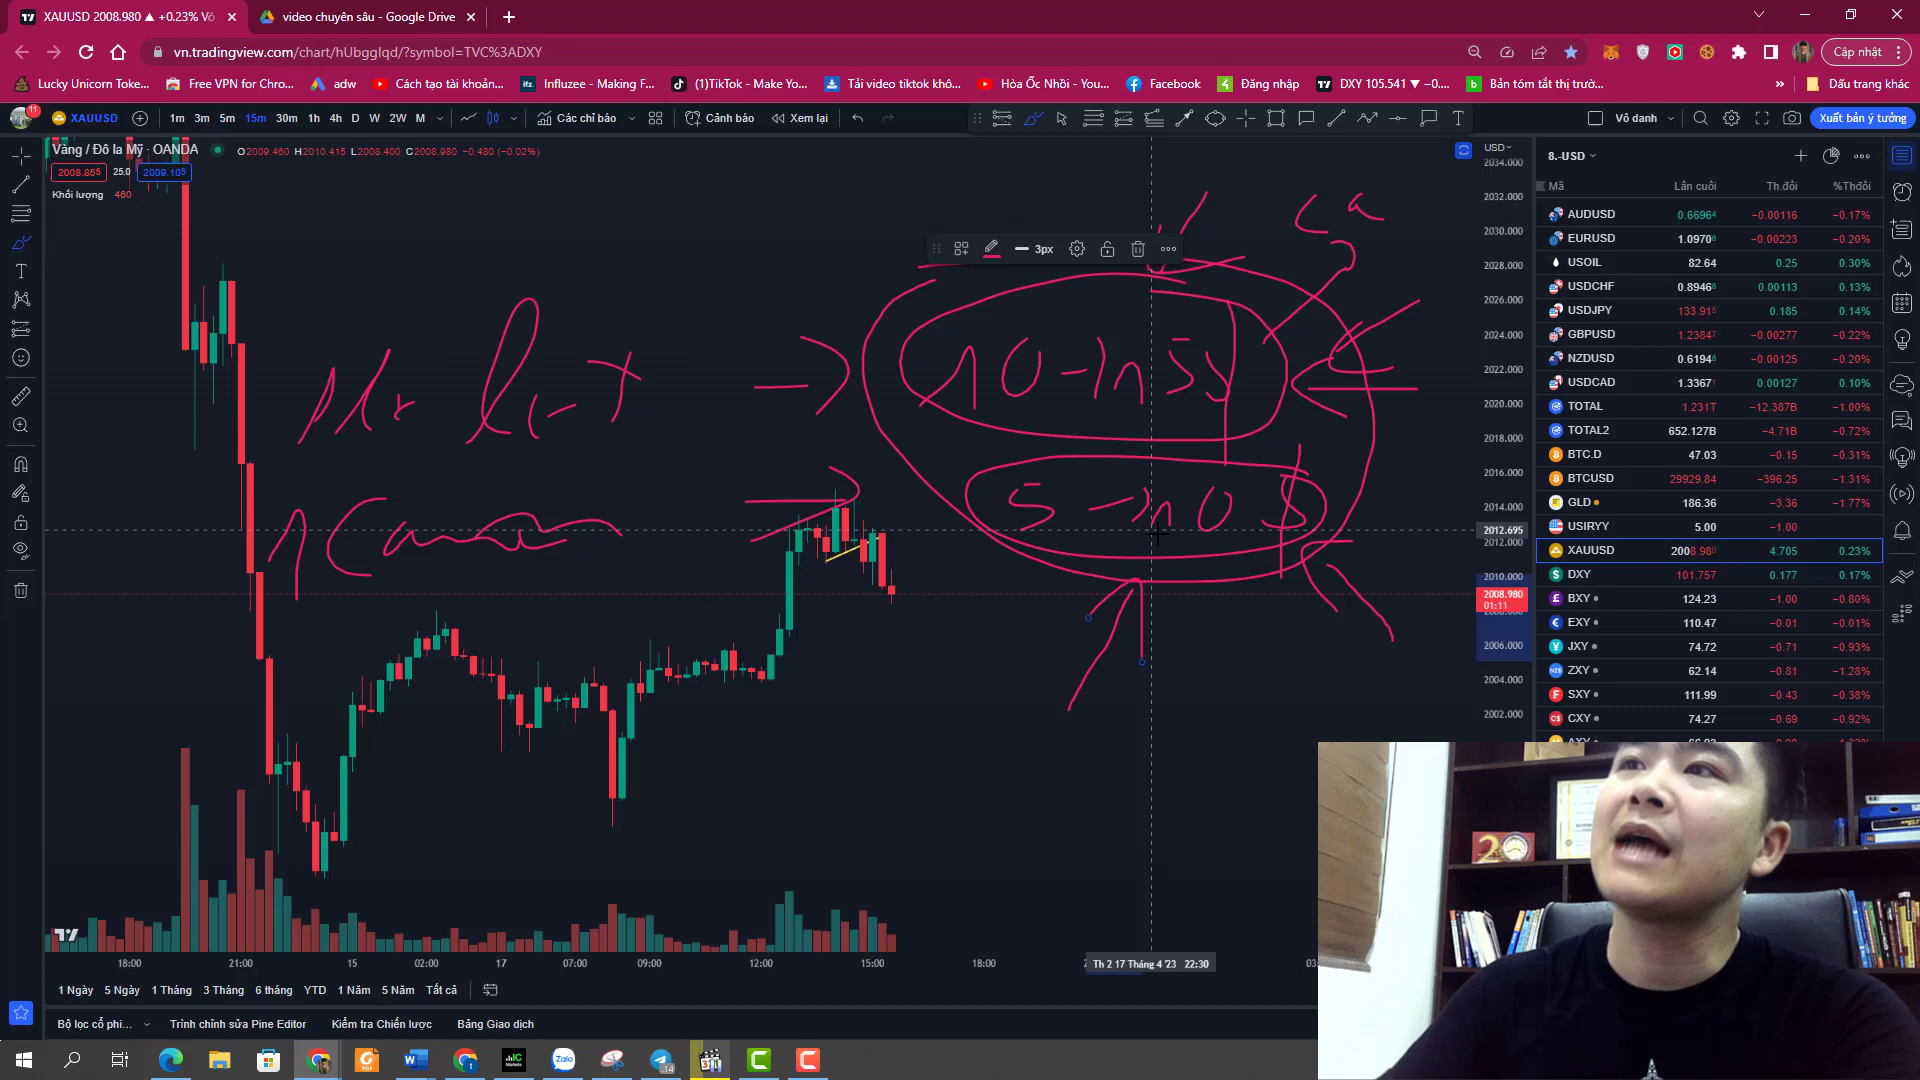 XAUUSD 2008.980 ▲ +0.23% Vô
video chuyên sâu - Google Drive
vn.tradingview.com/chart/hUbggIqd/?symbol=TVC%3ADXY
Cập nhật
Lucky Unicorn Toke...
Free VPN for Chro...
adw
Cách tạo tài khoản...
Influzee - Making F...
(1)TikTok - Make Yo...
Tải video tiktok khô...
Hòa Ốc Nhồi - You...
Facebook
Đăng nhập
DXY 105.541 ▼ −0....
Bản tóm tắt thị trườ...
»
Dấu trang khác
11
XAUUSD
1m 3m 5m 15m 30m 1h 4h D W 2W M
Các chỉ báo
Cảnh báo
Xem lại
Vô danh
Xuất bản ý tưởng
Vàng / Đô la Mỹ · OANDA
O2009.460 H2010.415 L2008.400 C2008.980 −0.480 (−0.02%)
2008.855 25.0 2009.105
Khối lượng 460
3px
USD
2034.000
2032.000
2030.000
2028.000
2026.000
2024.000
2022.000
2020.000
2018.000
2016.000
2014.000
2012.695
2012.000
2010.000
2008.980
01:11
2006.000
2004.000
2002.000
8.-USD
Mã Lần cuối Th.đổi %Thđổi
AUDUSD 0.66964 −0.00116 −0.17%
EURUSD 1.09708 −0.00223 −0.20%
USOIL 82.64 0.25 0.30%
USDCHF 0.89468 0.00113 0.13%
USDJPY 133.915 0.185 0.14%
GBPUSD 1.23847 −0.00277 −0.22%
NZDUSD 0.61948 −0.00125 −0.20%
USDCAD 1.33671 0.00127 0.10%
TOTAL 1.231T −12.387B −1.00%
TOTAL2 652.127B −4.71B −0.72%
BTC.D 47.03 −0.15 −0.31%
BTCUSD 29929.84 −396.25 −1.31%
GLD 186.36 −3.36 −1.77%
USIRYY 5.00 −1.00
XAUUSD 2008.980 4.705 0.23%
DXY 101.757 0.177 0.17%
BXY 124.23 −1.00 −0.80%
EXY 110.47 −0.01 −0.01%
JXY 74.72 −0.71 −0.93%
ZXY 62.14 −0.81 −1.28%
SXY 111.99 −0.43 −0.38%
CXY 74.27 −0.69 −0.92%
18:00 21:00 15 02:00 17 07:00 09:00 12:00 15:00 18:00
Th 2 17 Tháng 4 '23 22:30
1 Ngày 5 Ngày 1 Tháng 3 Tháng 6 tháng YTD 1 Năm 5 Năm Tất cả
Bộ lọc cổ phi...
Trình chỉnh sửa Pine Editor
Kiểm tra Chiến lược
Bảng Giao dịch